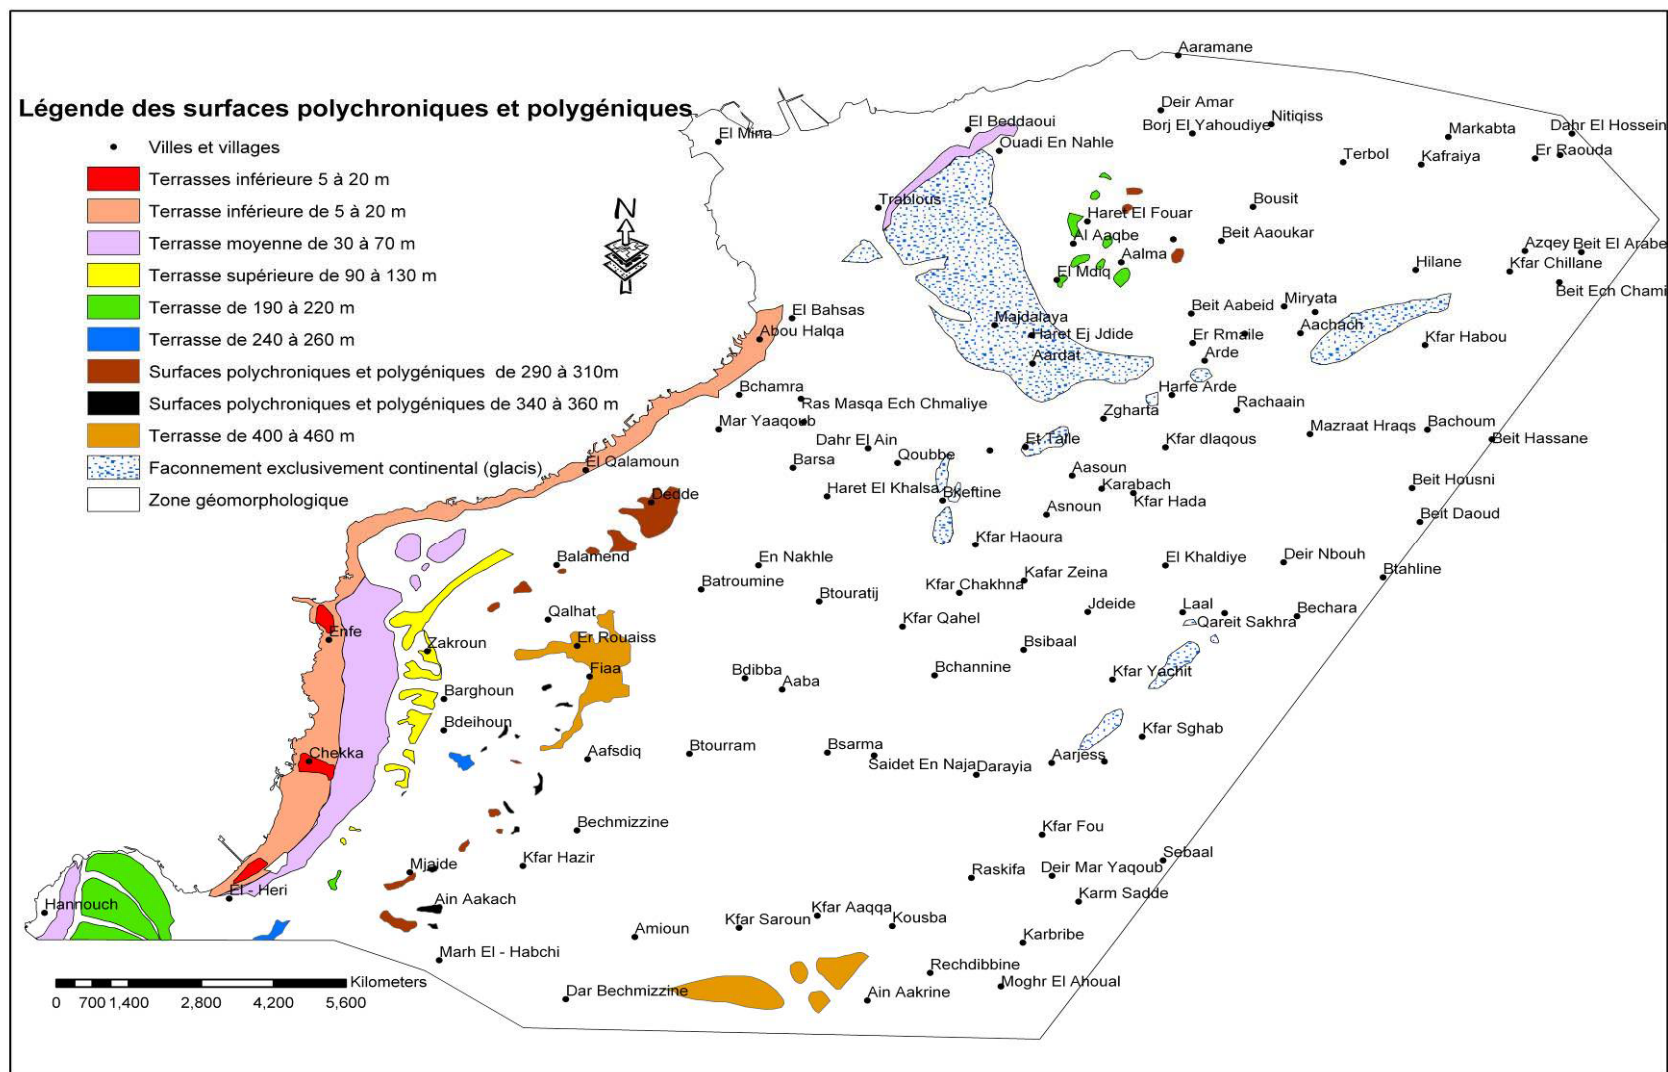 Légende des surfaces polychroniques et polygéniques
Villes et villages
Terrasses inférieure 5 à 20 m
Terrasse inférieure de 5 à 20 m
Terrasse moyenne de 30 à 70 m
Terrasse supérieure de 90 à 130 m
Terrasse de 190 à 220 m
Terrasse de 240 à 260 m
Surfaces polychroniques et polygéniques de 290 à 310m
Surfaces polychroniques et polygéniques de 340 à 360 m
Terrasse de 400 à 460 m
Faconnement exclusivement continental (glacis)
Zone géomorphologique
N
Aaramane
Deir Amar
El Beddaoui
Borj El Yahoudiye
Nitiqiss
Markabta
Dahr El Hossein
El Mina
Ouadi En Nahle
Terbol
Kafraiya
Er Raouda
Trablous
Bousit
Haret El Fouar
Al Aaqbe
Beit Aaoukar
Aalma
Azqey
Beit El Arabe
Hilane
Kfar Chillane
El Mdiq
Beit Ech Chami
El Bahsas
Beit Aabeid
Miryata
Abou Halqa
Majdalaya
Haret Ej Jdide
Er Rmaile
Aachach
Kfar Habou
Aardat
Arde
Bchamra
Harfe Arde
Ras Masqa Ech Chmaliye
Zgharta
Rachaain
Mar Yaaqoub
Dahr El Ain
Et Talle
Kfar dlaqous
Mazraat Hraqs
Bachoum
Beit Hassane
El Qalamoun
Barsa
Qoubbe
Aasoun
Karabach
Beit Housni
Dedde
Haret El Khalsa
Bkeftine
Kfar Hada
Asnoun
Beit Daoud
Kfar Haoura
Balamend
En Nakhle
El Khaldiye
Deir Nbouh
Btahline
Batroumine
Kfar Chakhna
Kafar Zeina
Btouratij
Qalhat
Kfar Qahel
Jdeide
Laal
Bechara
Qareit Sakhra
Enfe
Zakroun
Er Rouaiss
Bsibaal
Fiaa
Bdibba
Aaba
Bchannine
Kfar Yachit
Barghoun
Bdeihoun
Kfar Sghab
Chekka
Aafsdiq
Btourram
Bsarma
Saidet En Naja
Darayia
Aarjess
Bechmizzine
Kfar Fou
Mjaide
Kfar Hazir
Raskifa
Deir Mar Yaqoub
Sebaal
El - Heri
Karm Sadde
Hannouch
Ain Aakach
Kfar Saroun
Kfar Aaqqa
Kousba
Amioun
Karbribe
Marh El - Habchi
Rechdibbine
Dar Bechmizzine
Ain Aakrine
Moghr El Ahoual
Kilometers
0 700 1,400 2,800 4,200 5,600